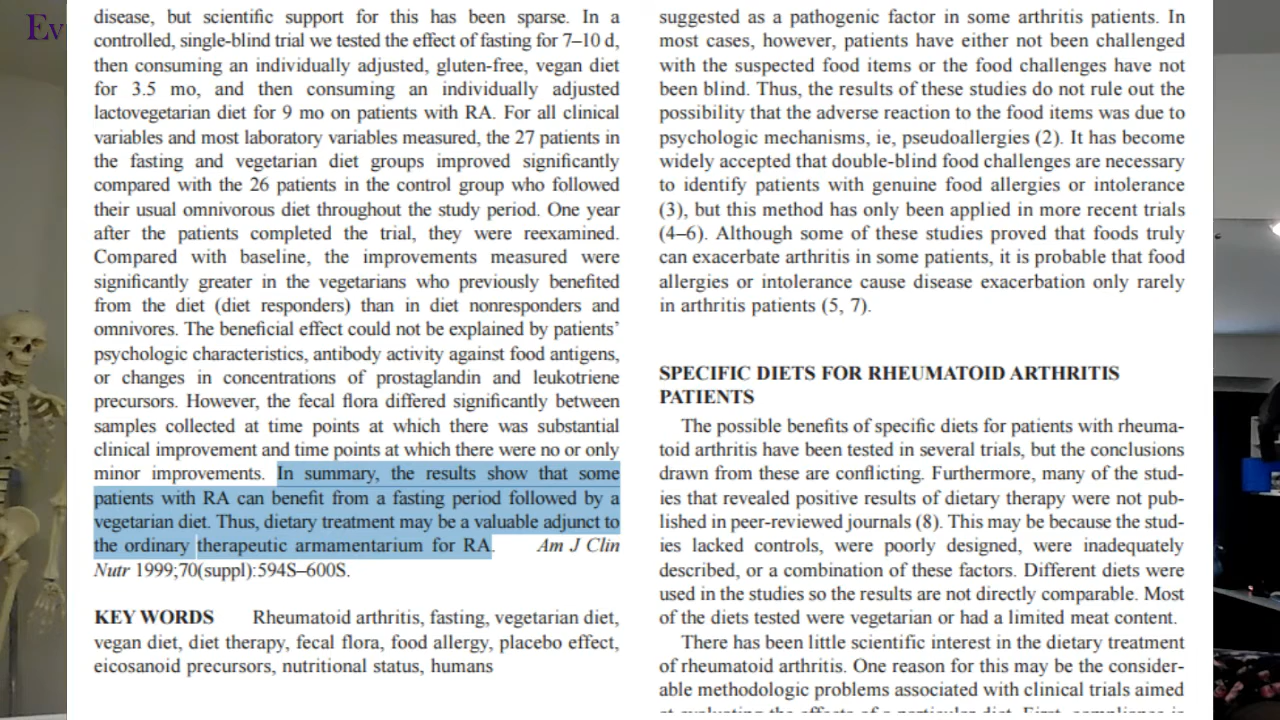 Ev
disease, but scientific support for this has been sparse. In a
controlled, single-blind trial we tested the effect of fasting for 7–10 d,
then consuming an individually adjusted, gluten-free, vegan diet
for 3.5 mo, and then consuming an individually adjusted
lactovegetarian diet for 9 mo on patients with RA. For all clinical
variables and most laboratory variables measured, the 27 patients in
the fasting and vegetarian diet groups improved significantly
compared with the 26 patients in the control group who followed
their usual omnivorous diet throughout the study period. One year
after the patients completed the trial, they were reexamined.
Compared with baseline, the improvements measured were
significantly greater in the vegetarians who previously benefited
from the diet (diet responders) than in diet nonresponders and
omnivores. The beneficial effect could not be explained by patients’
psychologic characteristics, antibody activity against food antigens,
or changes in concentrations of prostaglandin and leukotriene
precursors. However, the fecal flora differed significantly between
samples collected at time points at which there was substantial
clinical improvement and time points at which there were no or only
minor improvements. In summary, the results show that some
patients with RA can benefit from a fasting period followed by a
vegetarian diet. Thus, dietary treatment may be a valuable adjunct to
the ordinary therapeutic armamentarium for RA. Am J Clin
Nutr 1999;70(suppl):594S–600S.
KEY WORDS Rheumatoid arthritis, fasting, vegetarian diet,
vegan diet, diet therapy, fecal flora, food allergy, placebo effect,
eicosanoid precursors, nutritional status, humans
suggested as a pathogenic factor in some arthritis patients. In
most cases, however, patients have either not been challenged
with the suspected food items or the food challenges have not
been blind. Thus, the results of these studies do not rule out the
possibility that the adverse reaction to the food items was due to
psychologic mechanisms, ie, pseudoallergies (2). It has become
widely accepted that double-blind food challenges are necessary
to identify patients with genuine food allergies or intolerance
(3), but this method has only been applied in more recent trials
(4–6). Although some of these studies proved that foods truly
can exacerbate arthritis in some patients, it is probable that food
allergies or intolerance cause disease exacerbation only rarely
in arthritis patients (5, 7).
SPECIFIC DIETS FOR RHEUMATOID ARTHRITIS
PATIENTS
The possible benefits of specific diets for patients with rheuma-
toid arthritis have been tested in several trials, but the conclusions
drawn from these are conflicting. Furthermore, many of the stud-
ies that revealed positive results of dietary therapy were not pub-
lished in peer-reviewed journals (8). This may be because the stud-
ies lacked controls, were poorly designed, were inadequately
described, or a combination of these factors. Different diets were
used in the studies so the results are not directly comparable. Most
of the diets tested were vegetarian or had a limited meat content.
There has been little scientific interest in the dietary treatment
of rheumatoid arthritis. One reason for this may be the consider-
able methodologic problems associated with clinical trials aimed